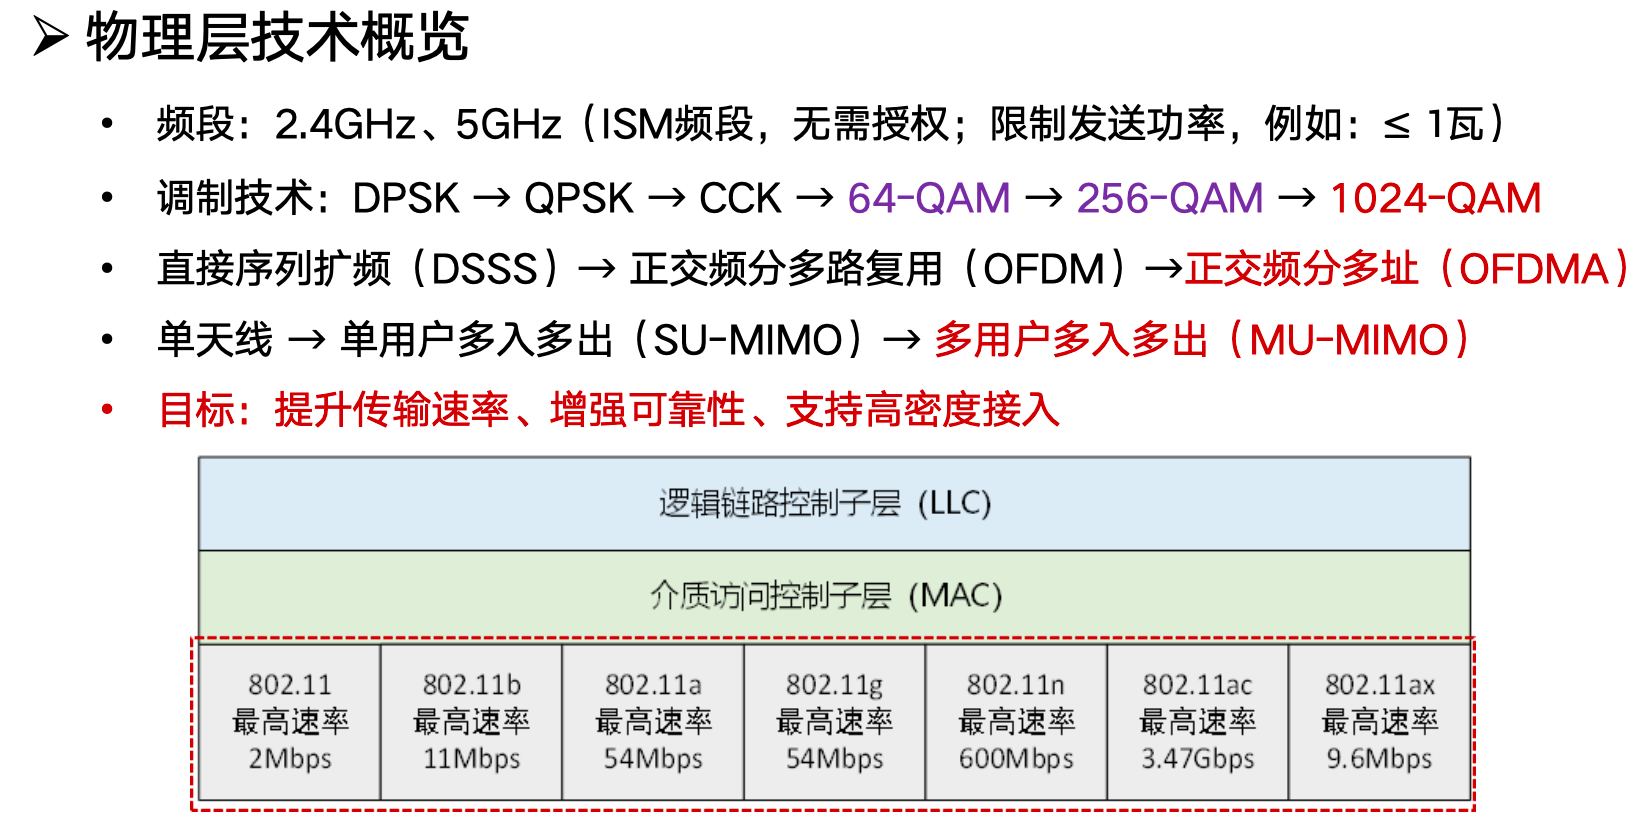 ➢ 物理层技术概览
• 频段：2.4GHz、5GHz（ISM频段，无需授权；限制发送功率，例如：≤ 1瓦）
• 调制技术：DPSK → QPSK → CCK → 64-QAM → 256-QAM → 1024-QAM
• 直接序列扩频（DSSS）→ 正交频分多路复用（OFDM）→正交频分多址（OFDMA）
• 单天线 → 单用户多入多出（SU-MIMO）→ 多用户多入多出（MU-MIMO）
• 目标：提升传输速率、增强可靠性、支持高密度接入
逻辑链路控制子层 (LLC)
介质访问控制子层 (MAC)
802.11
最高速率
2Mbps
802.11b
最高速率
11Mbps
802.11a
最高速率
54Mbps
802.11g
最高速率
54Mbps
802.11n
最高速率
600Mbps
802.11ac
最高速率
3.47Gbps
802.11ax
最高速率
9.6Mbps